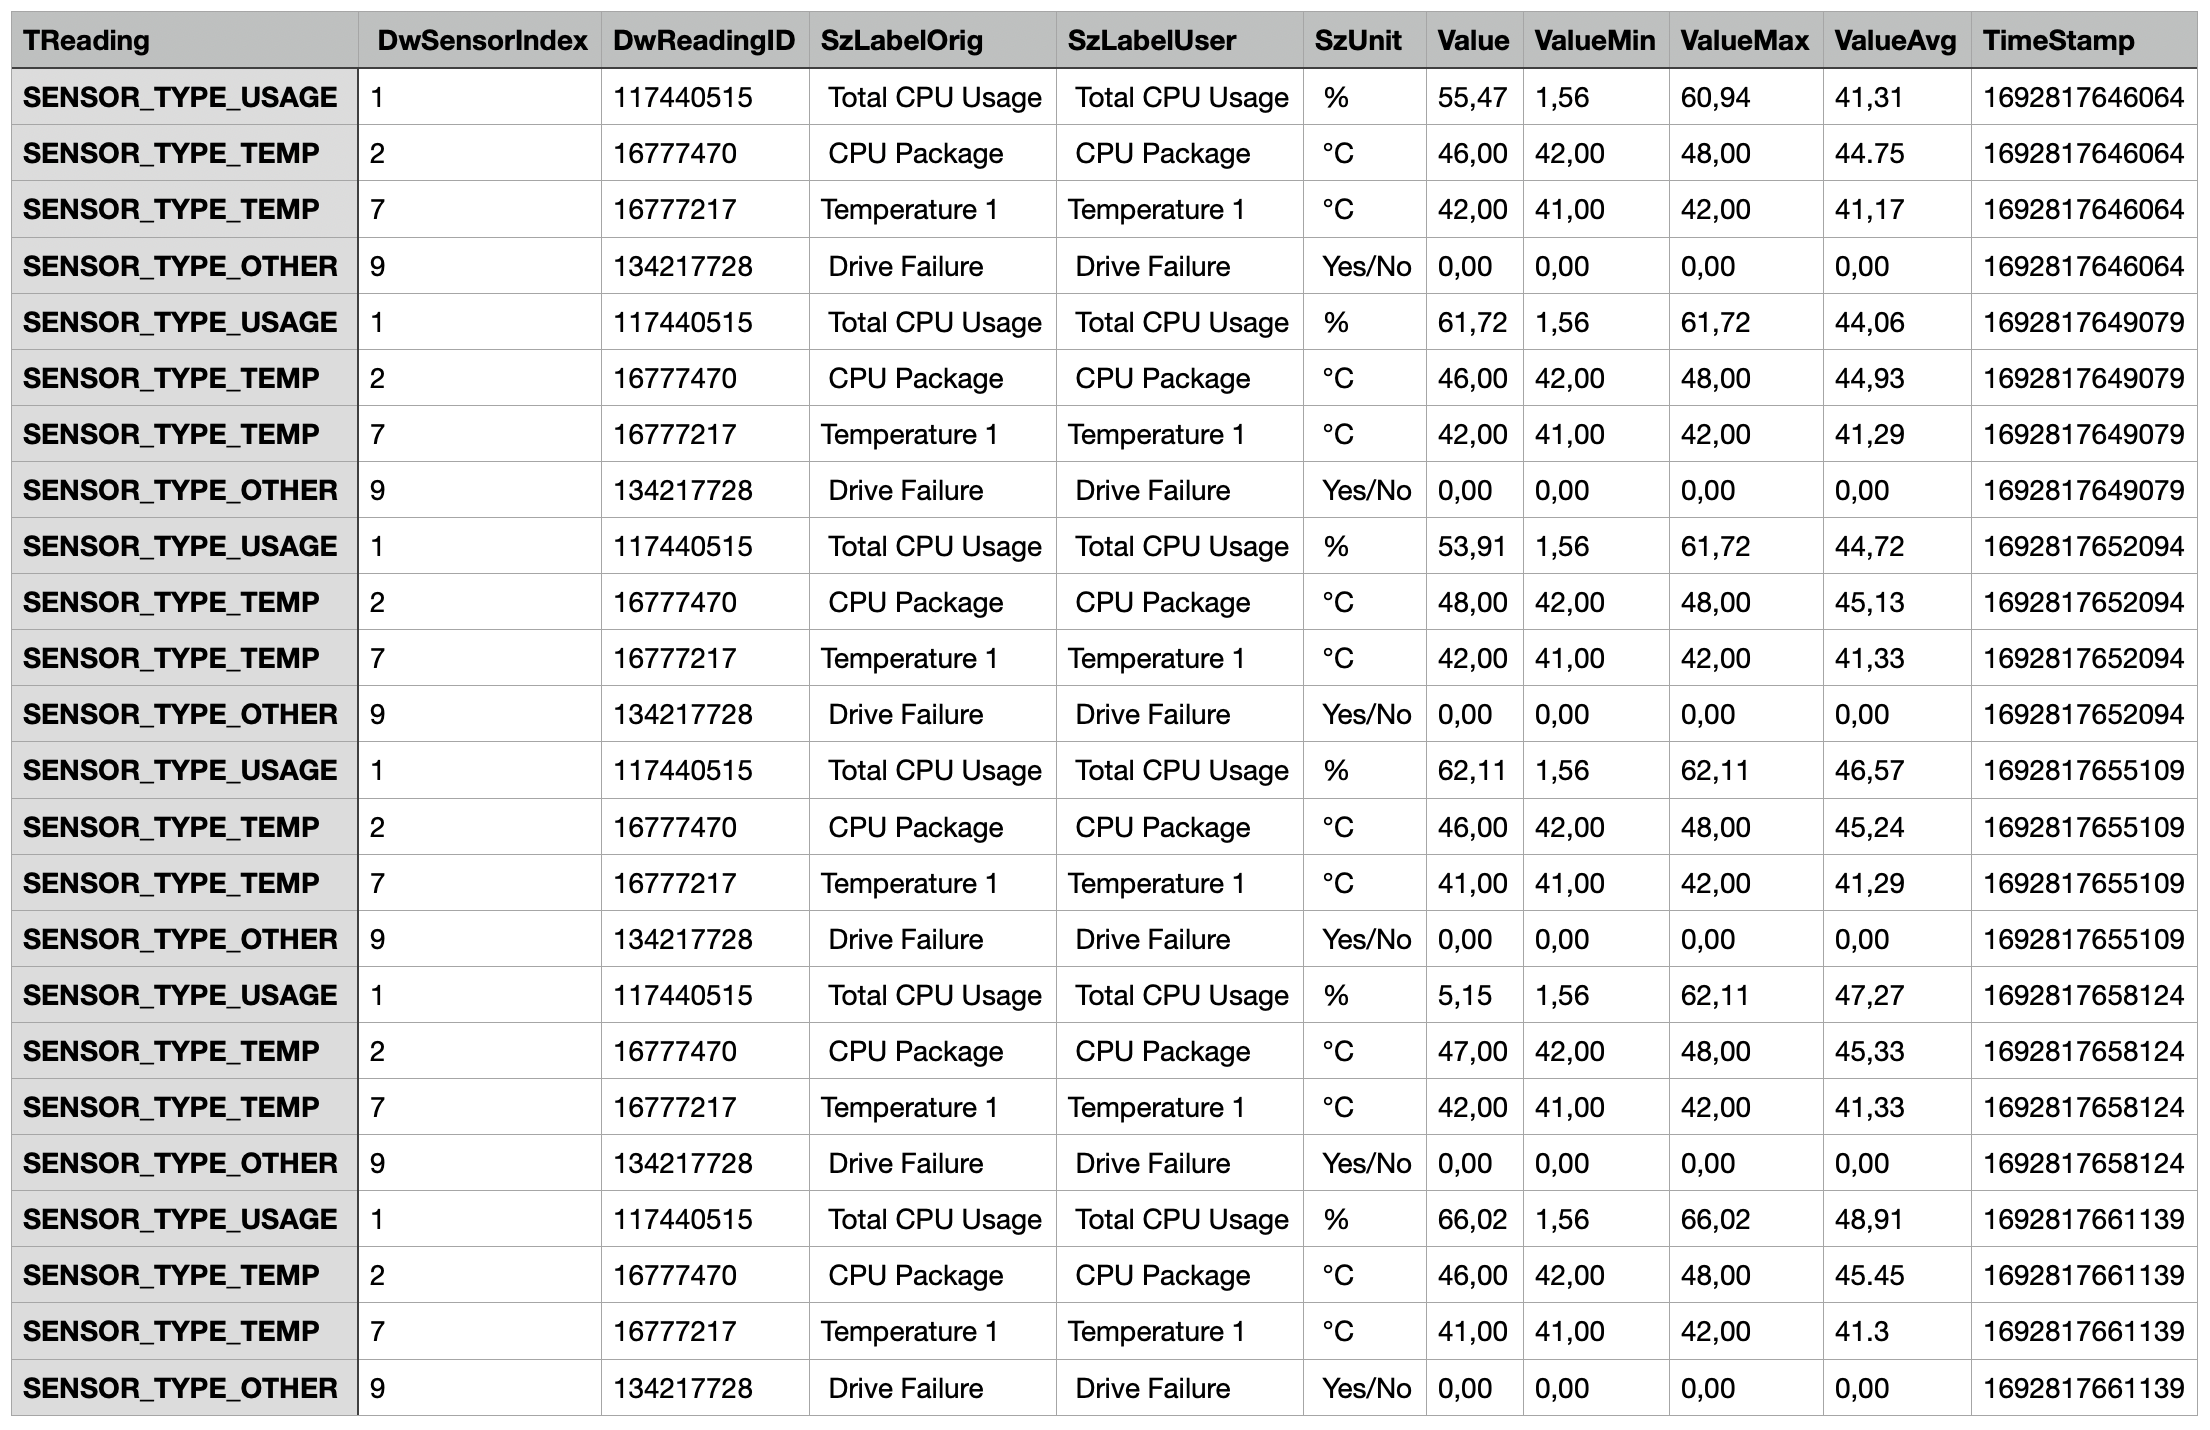 TReading DwSensorIndex DwReadingID SzLabelOrig SzLabelUser SzUnit Value ValueMin ValueMax ValueAvg TimeStamp
SENSOR_TYPE_USAGE 1 117440515 Total CPU Usage Total CPU Usage % 55,47 1,56 60,94 41,31 1692817646064
SENSOR_TYPE_TEMP 2 16777470 CPU Package CPU Package °C 46,00 42,00 48,00 44.75 1692817646064
SENSOR_TYPE_TEMP 7 16777217 Temperature 1 Temperature 1 °C 42,00 41,00 42,00 41,17 1692817646064
SENSOR_TYPE_OTHER 9 134217728 Drive Failure Drive Failure Yes/No 0,00 0,00 0,00 0,00 1692817646064
SENSOR_TYPE_USAGE 1 117440515 Total CPU Usage Total CPU Usage % 61,72 1,56 61,72 44,06 1692817649079
SENSOR_TYPE_TEMP 2 16777470 CPU Package CPU Package °C 46,00 42,00 48,00 44,93 1692817649079
SENSOR_TYPE_TEMP 7 16777217 Temperature 1 Temperature 1 °C 42,00 41,00 42,00 41,29 1692817649079
SENSOR_TYPE_OTHER 9 134217728 Drive Failure Drive Failure Yes/No 0,00 0,00 0,00 0,00 1692817649079
SENSOR_TYPE_USAGE 1 117440515 Total CPU Usage Total CPU Usage % 53,91 1,56 61,72 44,72 1692817652094
SENSOR_TYPE_TEMP 2 16777470 CPU Package CPU Package °C 48,00 42,00 48,00 45,13 1692817652094
SENSOR_TYPE_TEMP 7 16777217 Temperature 1 Temperature 1 °C 42,00 41,00 42,00 41,33 1692817652094
SENSOR_TYPE_OTHER 9 134217728 Drive Failure Drive Failure Yes/No 0,00 0,00 0,00 0,00 1692817652094
SENSOR_TYPE_USAGE 1 117440515 Total CPU Usage Total CPU Usage % 62,11 1,56 62,11 46,57 1692817655109
SENSOR_TYPE_TEMP 2 16777470 CPU Package CPU Package °C 46,00 42,00 48,00 45,24 1692817655109
SENSOR_TYPE_TEMP 7 16777217 Temperature 1 Temperature 1 °C 41,00 41,00 42,00 41,29 1692817655109
SENSOR_TYPE_OTHER 9 134217728 Drive Failure Drive Failure Yes/No 0,00 0,00 0,00 0,00 1692817655109
SENSOR_TYPE_USAGE 1 117440515 Total CPU Usage Total CPU Usage % 5,15 1,56 62,11 47,27 1692817658124
SENSOR_TYPE_TEMP 2 16777470 CPU Package CPU Package °C 47,00 42,00 48,00 45,33 1692817658124
SENSOR_TYPE_TEMP 7 16777217 Temperature 1 Temperature 1 °C 42,00 41,00 42,00 41,33 1692817658124
SENSOR_TYPE_OTHER 9 134217728 Drive Failure Drive Failure Yes/No 0,00 0,00 0,00 0,00 1692817658124
SENSOR_TYPE_USAGE 1 117440515 Total CPU Usage Total CPU Usage % 66,02 1,56 66,02 48,91 1692817661139
SENSOR_TYPE_TEMP 2 16777470 CPU Package CPU Package °C 46,00 42,00 48,00 45.45 1692817661139
SENSOR_TYPE_TEMP 7 16777217 Temperature 1 Temperature 1 °C 41,00 41,00 42,00 41.3 1692817661139
SENSOR_TYPE_OTHER 9 134217728 Drive Failure Drive Failure Yes/No 0,00 0,00 0,00 0,00 1692817661139